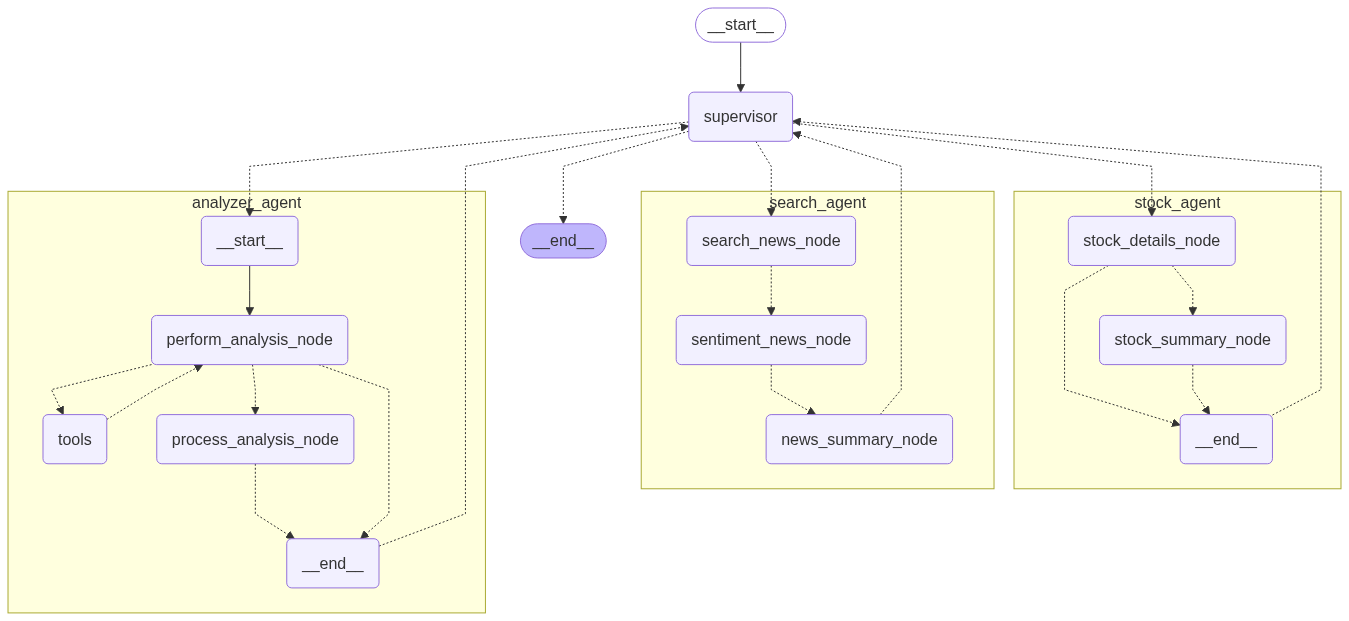 __start__
supervisor
analyzer_agent
search_agent
stock_agent
__start__
__end__
search_news_node
stock_details_node
perform_analysis_node
sentiment_news_node
stock_summary_node
tools
process_analysis_node
news_summary_node
__end__
__end__